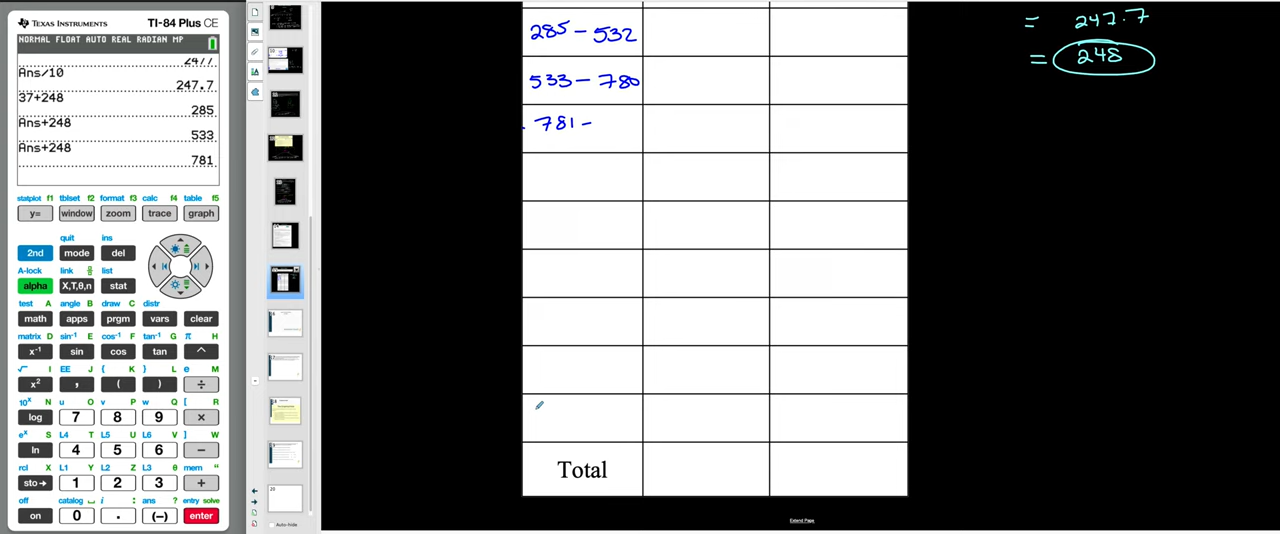 TEXAS INSTRUMENTS TI-84 Plus CE
NORMAL FLOAT AUTO REAL RADIAN MP
2477
Ans/10
247.7
37+248
285
Ans+248
533
Ans+248
781
statplot f1 tblset f2 format f3 calc f4 table f5
y= window zoom trace graph
quit ins
2nd mode del
A-lock link list
alpha X,T,θ,n stat
test A angle B draw C distr
math apps prgm vars clear
matrix D sin⁻¹ E cos⁻¹ F tan⁻¹ G π H
x⁻¹ sin cos tan ^
√ I EE J { K } L e M
x² , ( ) ÷
10ˣ N u O v P w Q [ R
log 7 8 9 ×
eˣ S L4 T L5 U L6 V ] W
ln 4 5 6 −
rcl X L1 Y L2 Z L3 θ mem "
sto→ 1 2 3 +
off catalog i : ans ? entry solve
on 0 . (−) enter
Auto-hide
285 – 532
533 – 780
781 –
Total
= 247.7
= 248
Extend Page